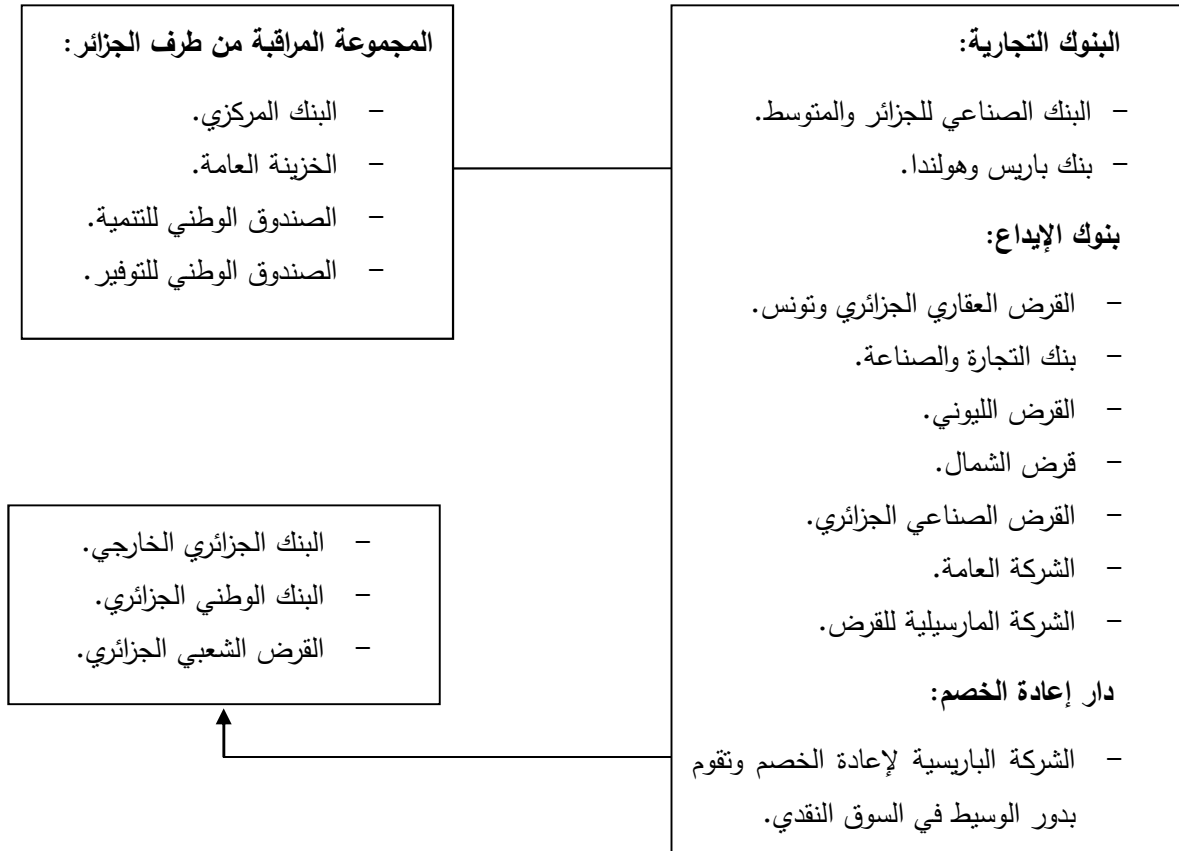 البنوك التجارية:
– البنك الصناعي للجزائر والمتوسط.
– بنك باريس وهولندا.
بنوك الإيداع:
– القرض العقاري الجزائري وتونس.
– بنك التجارة والصناعة.
– القرض الليوني.
– قرض الشمال.
– القرض الصناعي الجزائري.
– الشركة العامة.
– الشركة المارسيلية للقرض.
دار إعادة الخصم:
– الشركة الباريسية لإعادة الخصم وتقوم
بدور الوسيط في السوق النقدي.
المجموعة المراقبة من طرف الجزائر:
– البنك المركزي.
– الخزينة العامة.
– الصندوق الوطني للتنمية.
– الصندوق الوطني للتوفير.
– البنك الجزائري الخارجي.
– البنك الوطني الجزائري.
– القرض الشعبي الجزائري.